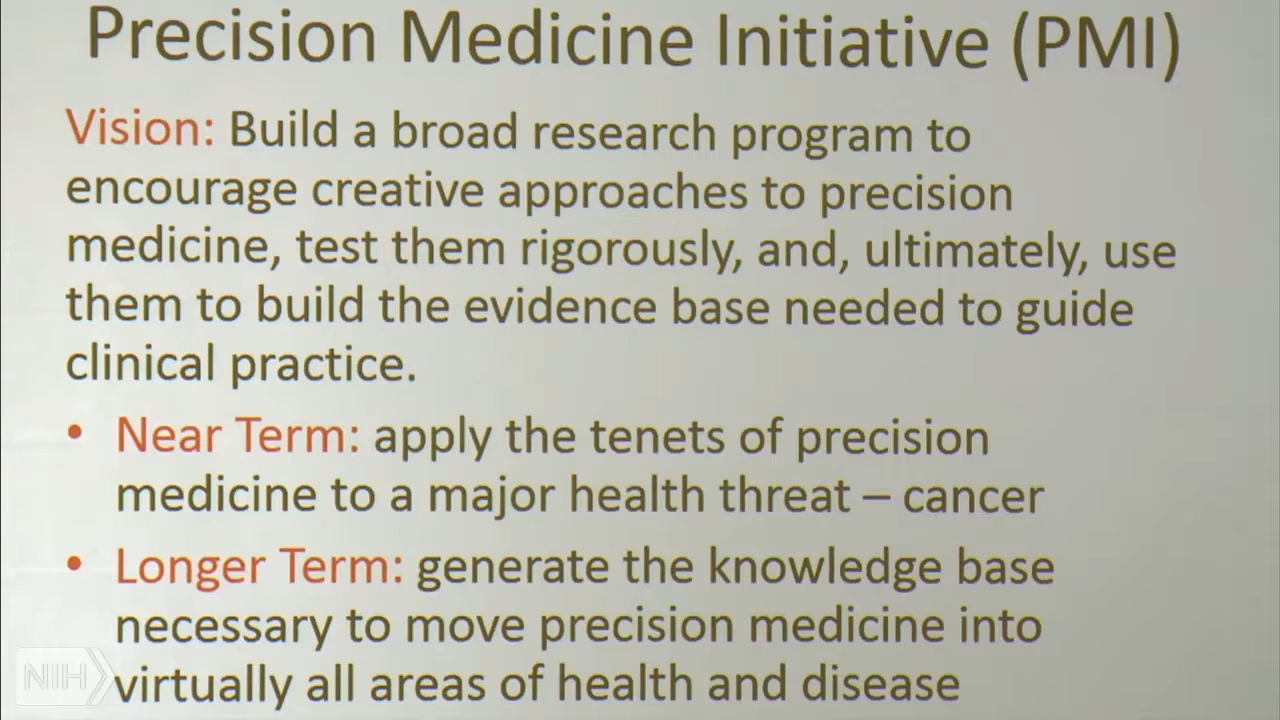 Precision Medicine Initiative (PMI)
Vision: Build a broad research program to
encourage creative approaches to precision
medicine, test them rigorously, and, ultimately, use
them to build the evidence base needed to guide
clinical practice.
• Near Term: apply the tenets of precision
medicine to a major health threat – cancer
• Longer Term: generate the knowledge base
necessary to move precision medicine into
virtually all areas of health and disease
NIH